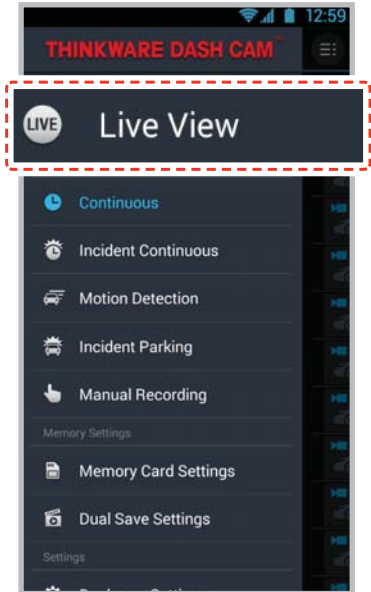 12:59
THINKWARE DASH CAM
LIVE Live View
Continuous
Incident Continuous
Motion Detection
Incident Parking
Manual Recording
Memory Settings
Memory Card Settings
Dual Save Settings
Settings